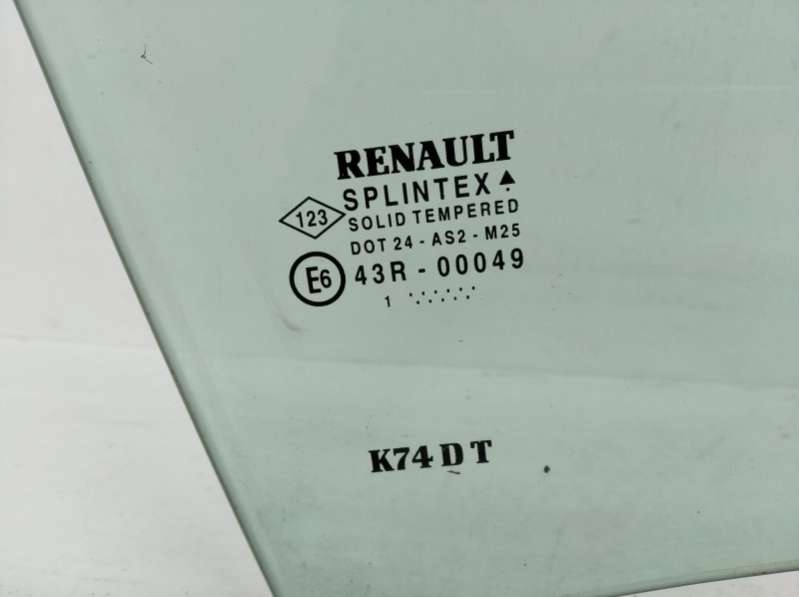 RENAULT
SPLINTEX
123
SOLID TEMPERED
DOT 24 - AS2 - M25
E6 43R - 00049
1
K74 D T